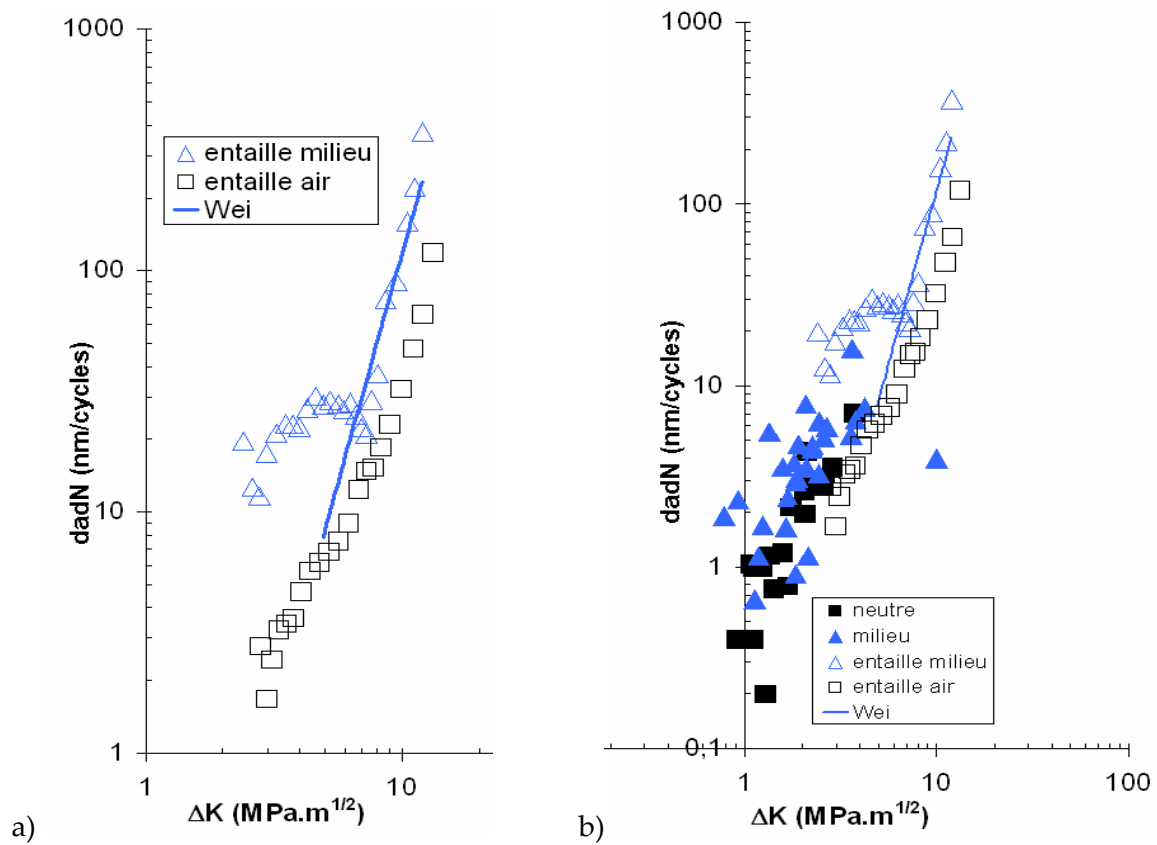 1000
100
10
1
dadN (nm/cycles)
entaille milieu
entaille air
Wei
1
10
ΔK (MPa.m1/2)
a)
1000
100
10
1
0,1
dadN (nm/cycles)
neutre
milieu
entaille milieu
entaille air
Wei
1
10
100
ΔK (MPa.m1/2)
b)